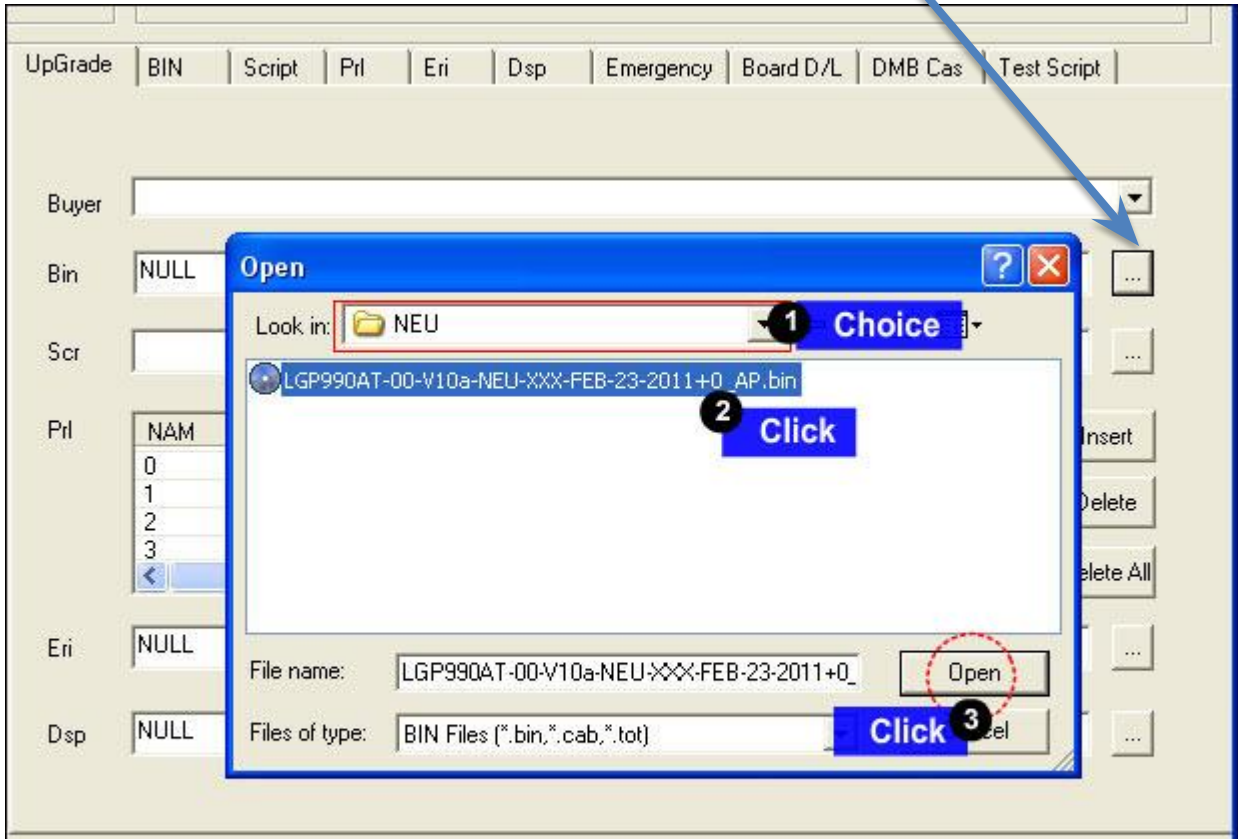 UpGrade BIN Script Prl Eri Dsp Emergency Board D/L DMB Cas Test Script
Buyer
Bin NULL ...
Open
Look in: NEU 1 Choice
Scr ...
LGP990AT-00-V10a-NEU-XXX-FEB-23-2011+0_AP.bin
2 Click
Prl NAM Insert
0
1 Delete
2
3
elete All
Eri NULL ...
File name: LGP990AT-00-V10a-NEU-XXX-FEB-23-2011+0_ Open
Dsp NULL ...
Files of type: BIN Files (*.bin,*.cab,*.tot) Click 3 cel